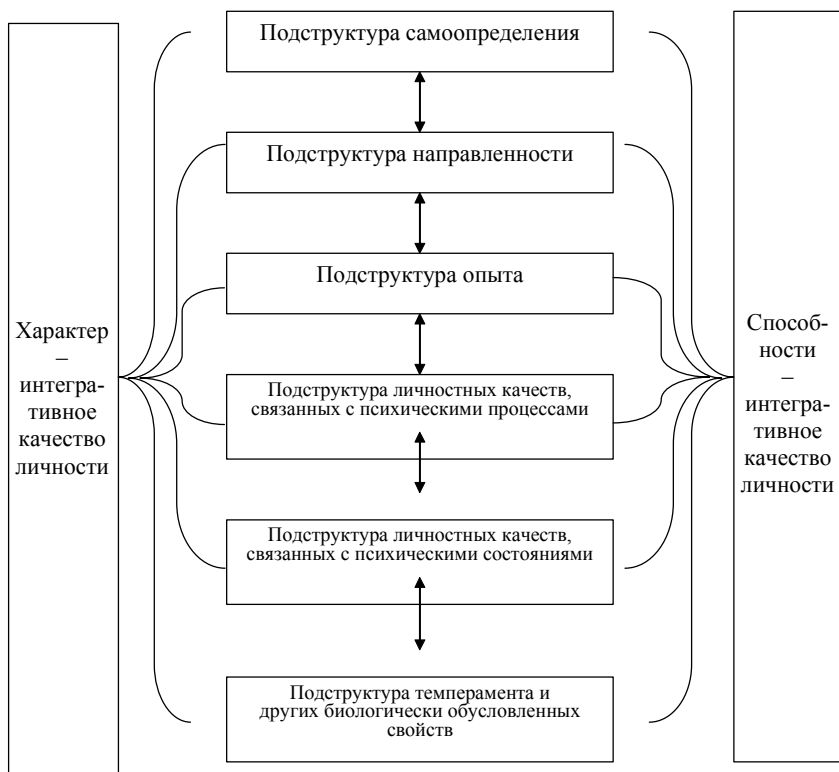 Подструктура самоопределения
Подструктура направленности
Подструктура опыта
Подструктура личностных качеств,
связанных с психическими процессами
Подструктура личностных качеств,
связанных с психическими состояниями
Подструктура темперамента и
других биологически обусловленных
свойств
Характер
–
интегра-
тивное
качество
личности
Способ-
ности
–
интегра-
тивное
качество
личности